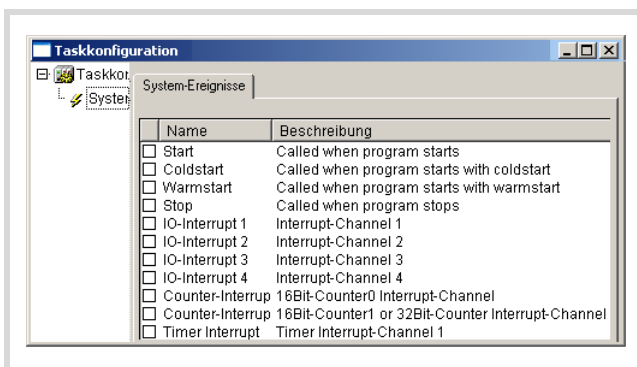 Taskkonfiguration
Taskkor
System-Ereignisse
Name Beschreibung
Start Called when program starts
Coldstart Called when program starts with coldstart
Warmstart Called when program starts with warmstart
Stop Called when program stops
IO-Interrupt 1 Interrupt-Channel 1
IO-Interrupt 2 Interrupt-Channel 2
IO-Interrupt 3 Interrupt-Channel 3
IO-Interrupt 4 Interrupt-Channel 4
Counter-Interrup 16Bit-Counter0 Interrupt-Channel
Counter-Interrup 16Bit-Counter1 or 32Bit-Counter Interrupt-Channel
Timer Interrupt Timer Interrupt-Channel 1